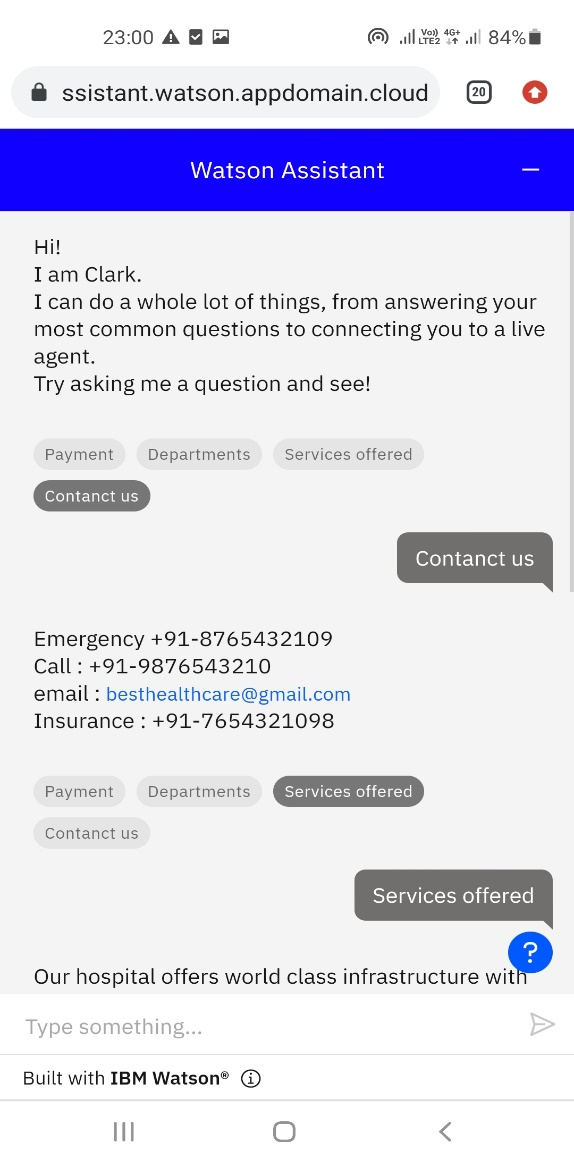 23:00
Vo)) 4G+
LTE2
84%
ssistant.watson.appdomain.cloud
20
Watson Assistant
Hi!
I am Clark.
I can do a whole lot of things, from answering your
most common questions to connecting you to a live
agent.
Try asking me a question and see!
Payment Departments Services offered
Contanct us
Contanct us
Emergency +91-8765432109
Call : +91-9876543210
email : besthealthcare@gmail.com
Insurance : +91-7654321098
Payment Departments Services offered
Contanct us
Services offered
?
Our hospital offers world class infrastructure with
Type something...
Built with IBM Watson®